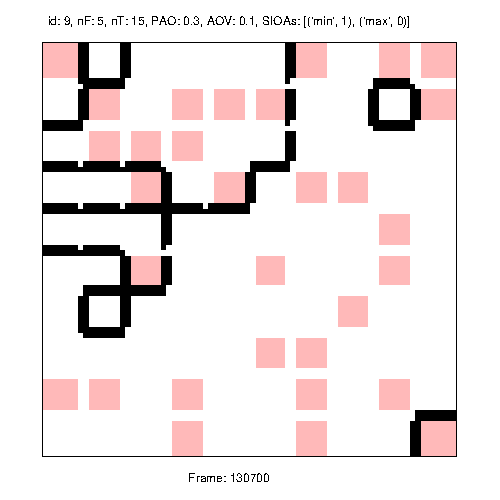 id: 9, nF: 5, nT: 15, PAO: 0.3, AOV: 0.1, SIOAs: [('min', 1), ('max', 0)]
Frame: 130700